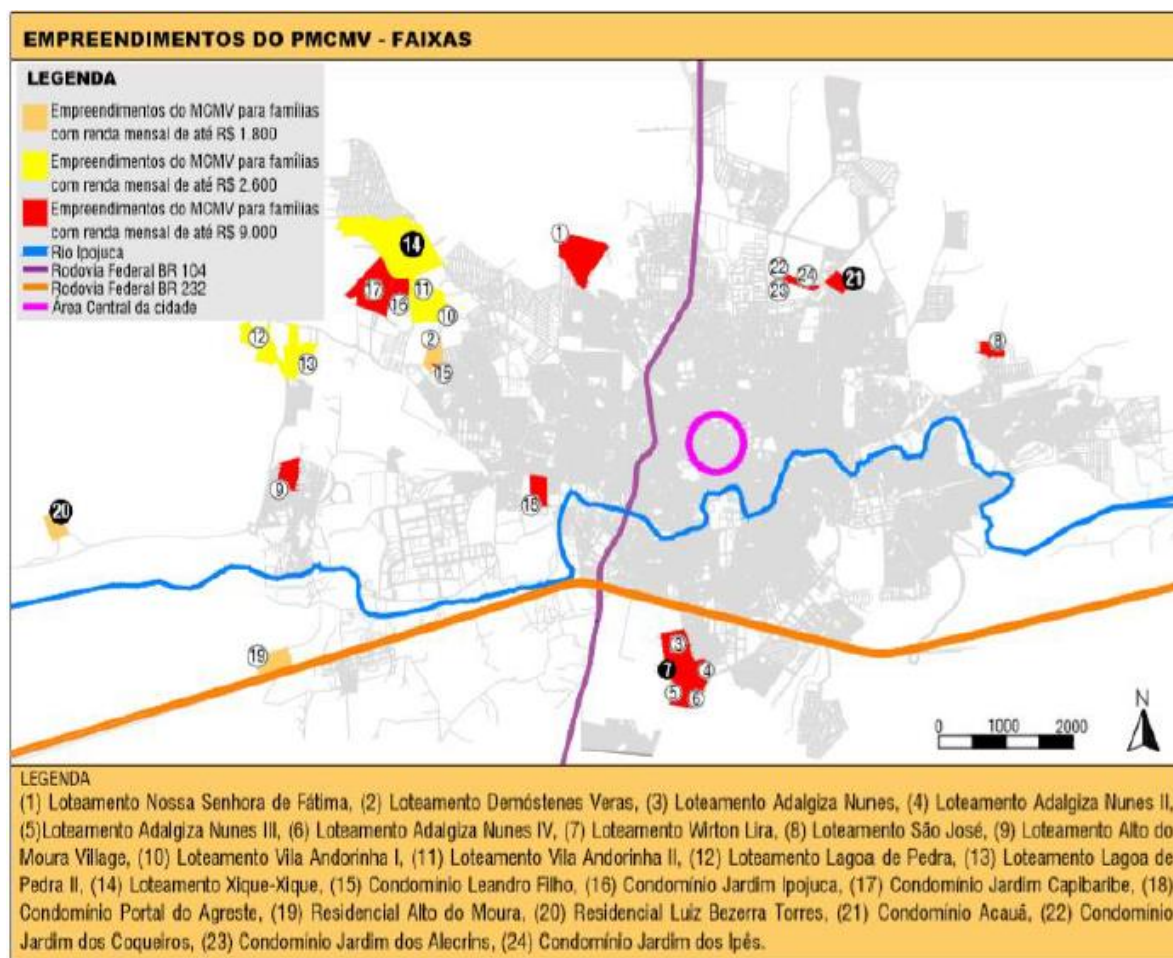 EMPREENDIMENTOS DO PMCMV - FAIXAS
LEGENDA
Empreendimentos do MCMV para famílias
com renda mensal de até R$ 1.800
Empreendimentos do MCMV para famílias
com renda mensal de até R$ 2.600
Empreendimentos do MCMV para famílias
com renda mensal de até R$ 9.000
Rio Ipojuca
Rodovia Federal BR 104
Rodovia Federal BR 232
Área Central da cidade
1
14
22
24
21
17
11
23
16
10
12
2
8
13
15
9
18
20
19
3
7
4
5
6
N
0 1000 2000
LEGENDA
(1) Loteamento Nossa Senhora de Fátima, (2) Loteamento Demóstenes Veras, (3) Loteamento Adalgiza Nunes, (4) Loteamento Adalgiza Nunes II,
(5)Loteamento Adalgiza Nunes III, (6) Loteamento Adalgiza Nunes IV, (7) Loteamento Wirton Lira, (8) Loteamento São José, (9) Loteamento Alto do
Moura Village, (10) Loteamento Vila Andorinha I, (11) Loteamento Vila Andorinha II, (12) Loteamento Lagoa de Pedra, (13) Loteamento Lagoa de
Pedra II, (14) Loteamento Xique-Xique, (15) Condomínio Leandro Filho, (16) Condomínio Jardim Ipojuca, (17) Condomínio Jardim Capibaribe, (18)
Condomínio Portal do Agreste, (19) Residencial Alto do Moura, (20) Residencial Luiz Bezerra Torres, (21) Condomínio Acauã, (22) Condomínio
Jardim dos Coqueiros, (23) Condomínio Jardim dos Alecrins, (24) Condomínio Jardim dos Ipês.